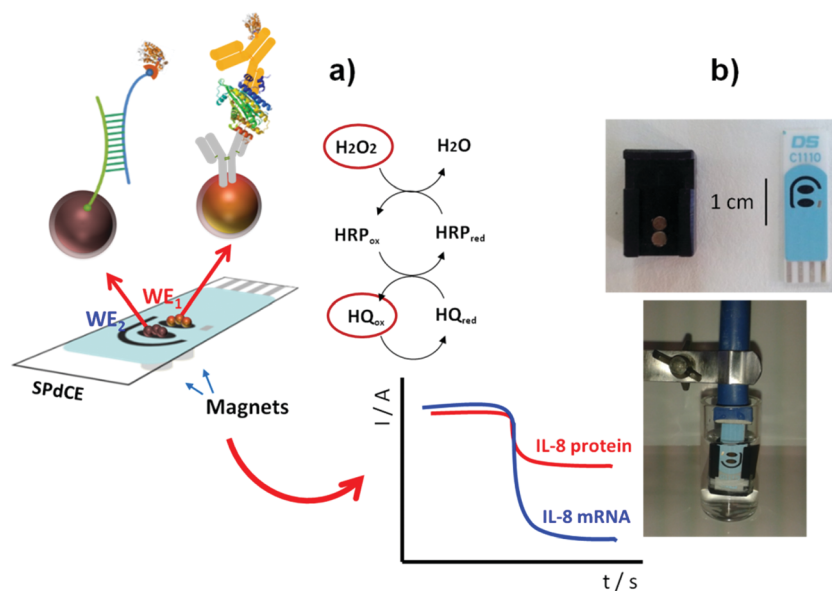 a)
b)
H2O2
H2O
HRPox
HRPred
HQox
HQred
WE1
WE2
SPdCE
Magnets
I / A
IL-8 protein
IL-8 mRNA
t / s
1 cm
DS
C1110